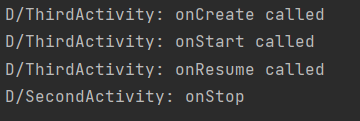 D/ThirdActivity: onCreate called
D/ThirdActivity: onStart called
D/ThirdActivity: onResume called
D/SecondActivity: onStop